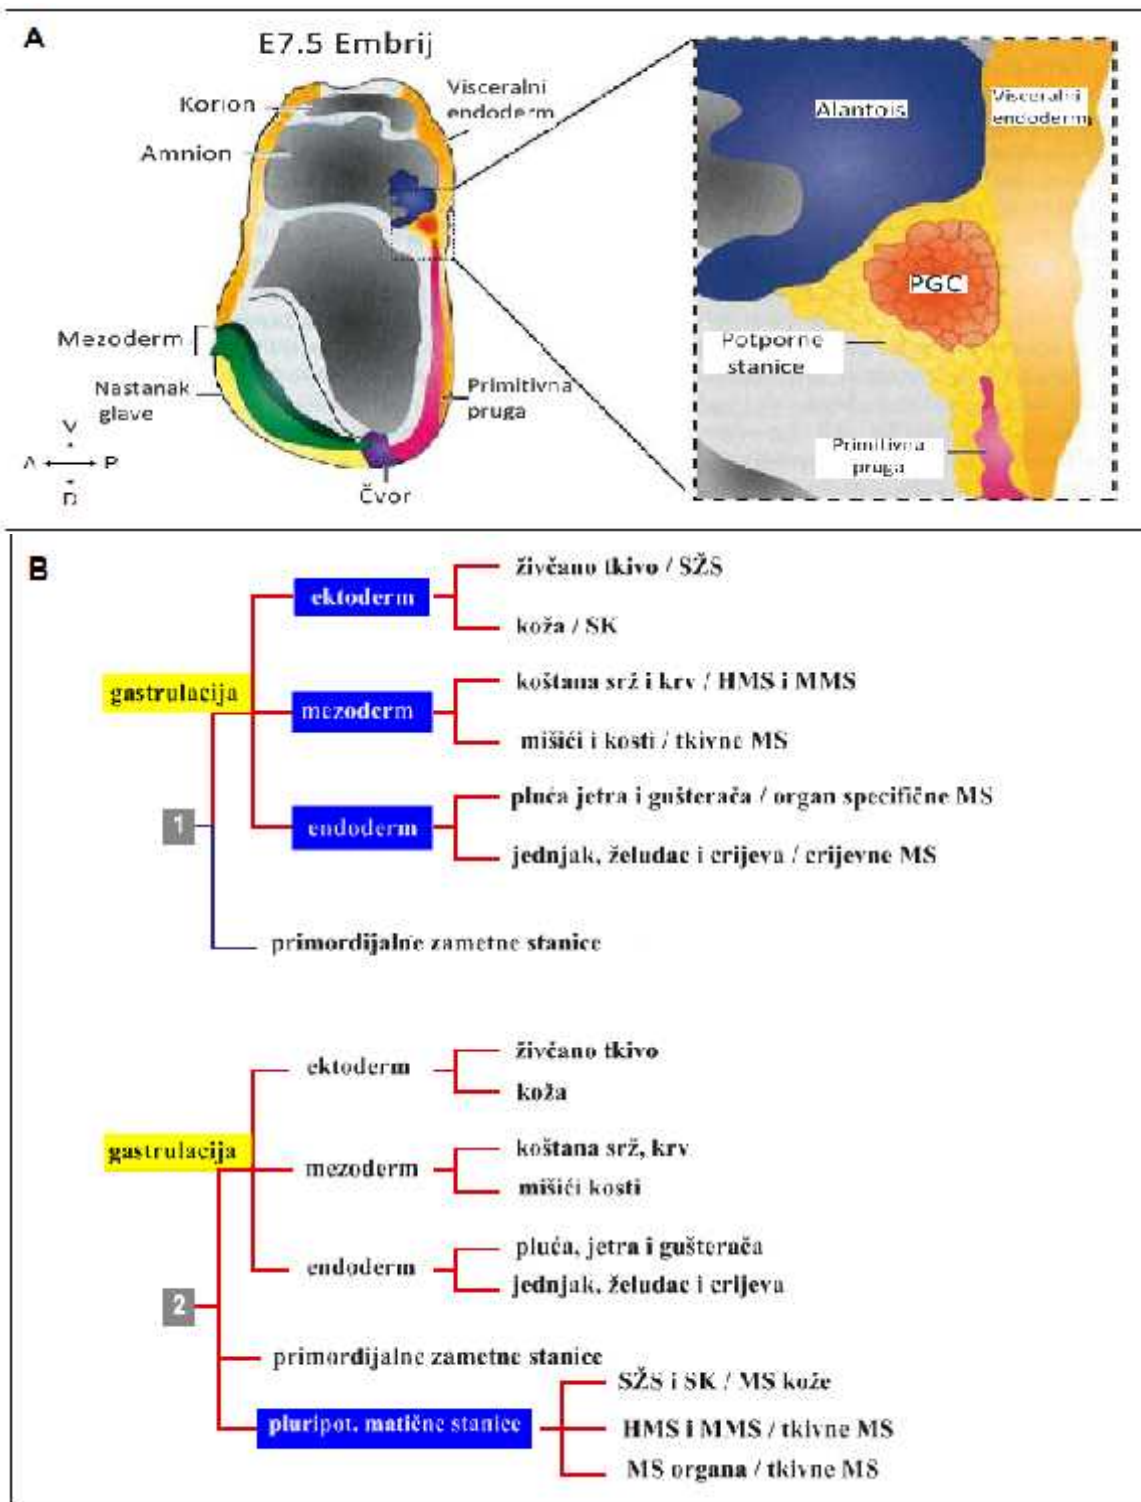 A
E7.5 Embrij
Korion
Amnion
Visceralni
endoderm
Mezoderm
Nastanak
glave
Primitivna
pruga
Čvor
V
A P
D
Alantois
Visceralni
endoderm
PGC
Potporne
stanice
Primitivna
pruga
B
gastrulacija
1
ektoderm
živčano tkivo / SŽS
koža / SK
mezoderm
koštana srž i krv / HMS i MMS
mišići i kosti / tkivne MS
endoderm
pluća jetra i gušterača / organ specifične MS
jednjak, želudac i crijeva / crijevne MS
primordijalne zametne stanice
gastrulacija
2
ektoderm
živčano tkivo
koža
mezoderm
koštana srž, krv
mišići kosti
endoderm
pluća, jetra i gušterača
jednjak, želudac i crijeva
primordijalne zametne stanice
pluripot. matične stanice
SŽS i SK / MS kože
HMS i MMS / tkivne MS
MS organa / tkivne MS